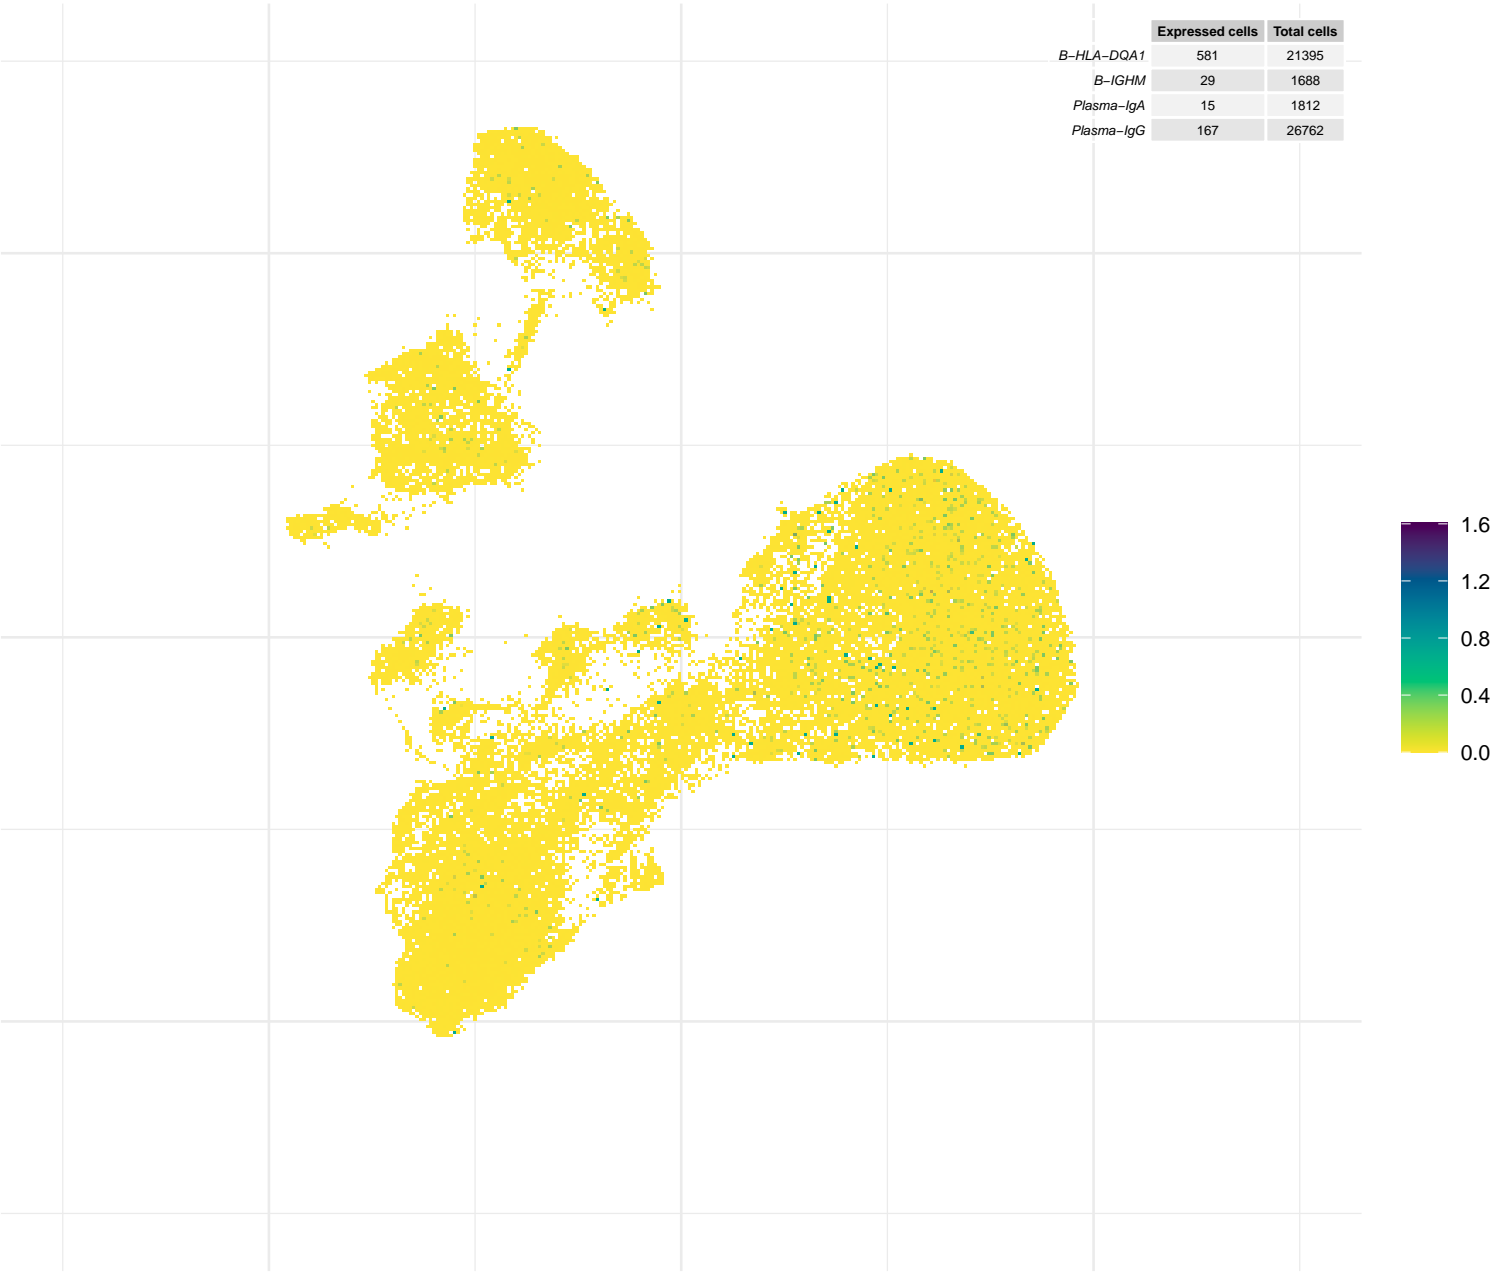 Expressed cells Total cells
B–HLA–DQA1 581 21395
B–IGHM 29 1688
Plasma–IgA 15 1812
Plasma–IgG 167 26762
1.6
1.2
0.8
0.4
0.0